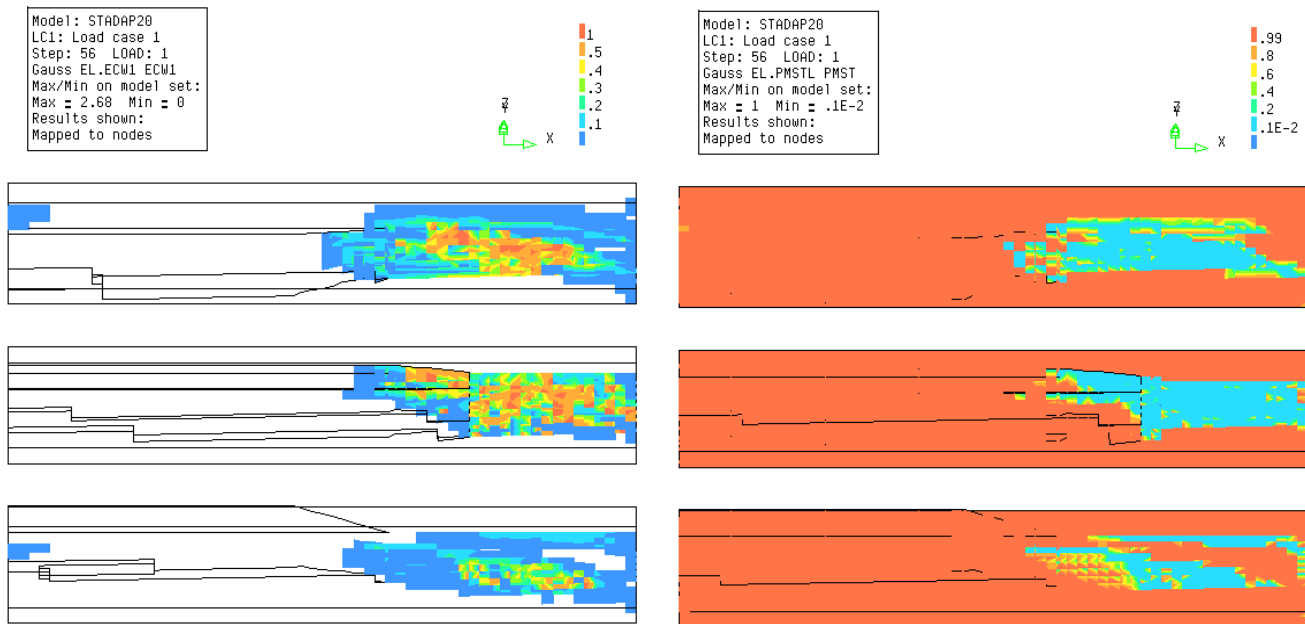 Model: STADAP20
LC1: Load case 1
Step: 56 LOAD: 1
Gauss EL.ECW1 ECW1
Max/Min on model set:
Max = 2.68 Min = 0
Results shown:
Mapped to nodes
1
.5
.4
.3
.2
.1
X
Model: STADAP20
LC1: Load case 1
Step: 56 LOAD: 1
Gauss EL.PMSTL PMST
Max/Min on model set:
Max = 1 Min = .1E-2
Results shown:
Mapped to nodes
.99
.8
.6
.4
.2
.1E-2
X